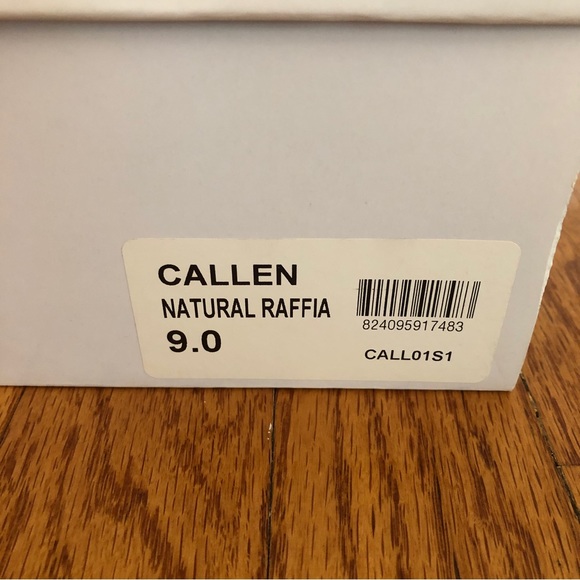 CALLEN
NATURAL RAFFIA
9.0
824095917483
CALL01S1